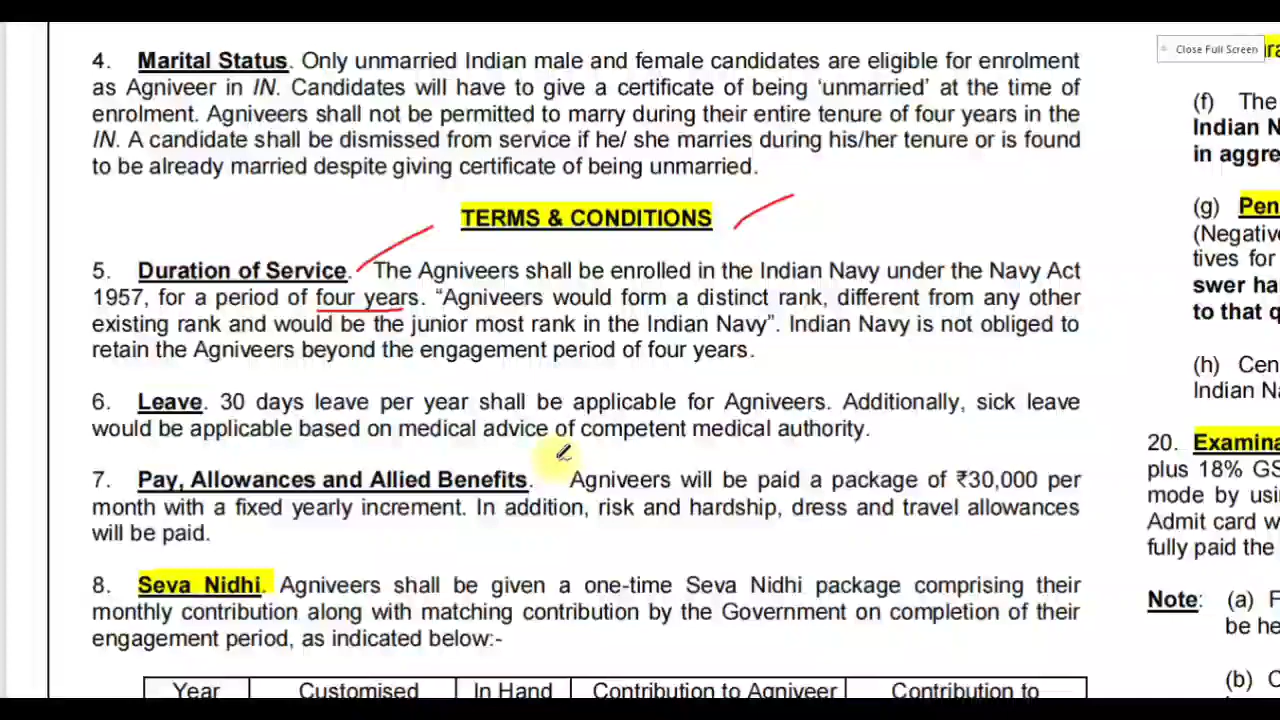 4. Marital Status. Only unmarried Indian male and female candidates are eligible for enrolment
as Agniveer in IN. Candidates will have to give a certificate of being ‘unmarried’ at the time of
enrolment. Agniveers shall not be permitted to marry during their entire tenure of four years in the
IN. A candidate shall be dismissed from service if he/ she marries during his/her tenure or is found
to be already married despite giving certificate of being unmarried.
TERMS & CONDITIONS
5. Duration of Service. The Agniveers shall be enrolled in the Indian Navy under the Navy Act
1957, for a period of four years. “Agniveers would form a distinct rank, different from any other
existing rank and would be the junior most rank in the Indian Navy”. Indian Navy is not obliged to
retain the Agniveers beyond the engagement period of four years.
6. Leave. 30 days leave per year shall be applicable for Agniveers. Additionally, sick leave
would be applicable based on medical advice of competent medical authority.
7. Pay, Allowances and Allied Benefits. Agniveers will be paid a package of ₹30,000 per
month with a fixed yearly increment. In addition, risk and hardship, dress and travel allowances
will be paid.
8. Seva Nidhi. Agniveers shall be given a one-time Seva Nidhi package comprising their
monthly contribution along with matching contribution by the Government on completion of their
engagement period, as indicated below:-
Year Customised In Hand Contribution to Agniveer Contribution to
Close Full Screen
(f) The
Indian N
in aggre
(g) Pen
(Negative
tives for
swer ha
to that q
(h) Cen
Indian Na
20. Examina
plus 18% GS
mode by usi
Admit card w
fully paid the
Note: (a) F
be he
(b) C